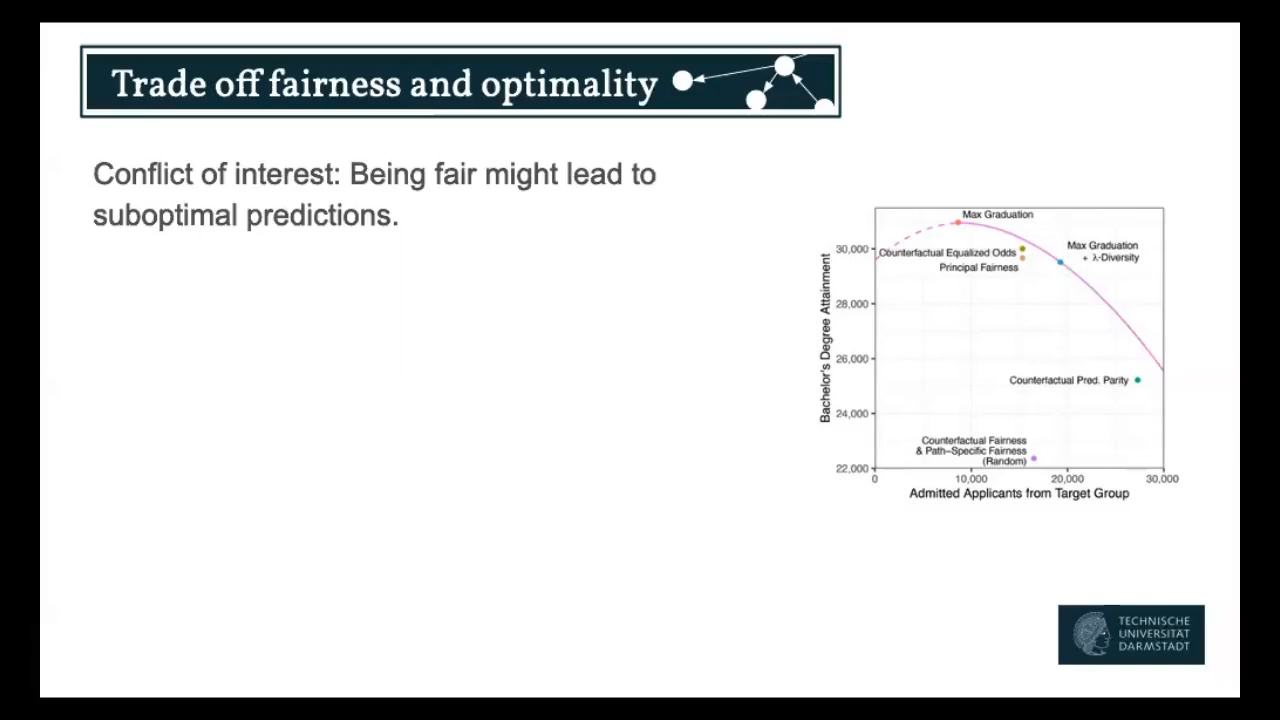 Trade off fairness and optimality
Conflict of interest: Being fair might lead to
suboptimal predictions.
Max Graduation
Max Graduation
+ λ-Diversity
Counterfactual Equalized Odds
Principal Fairness
Counterfactual Pred. Parity
Counterfactual Fairness
& Path-Specific Fairness
(Random)
Bachelor's Degree Attainment
30,000
28,000
26,000
24,000
22,000
0
10,000
20,000
30,000
Admitted Applicants from Target Group
TECHNISCHE
UNIVERSITÄT
DARMSTADT